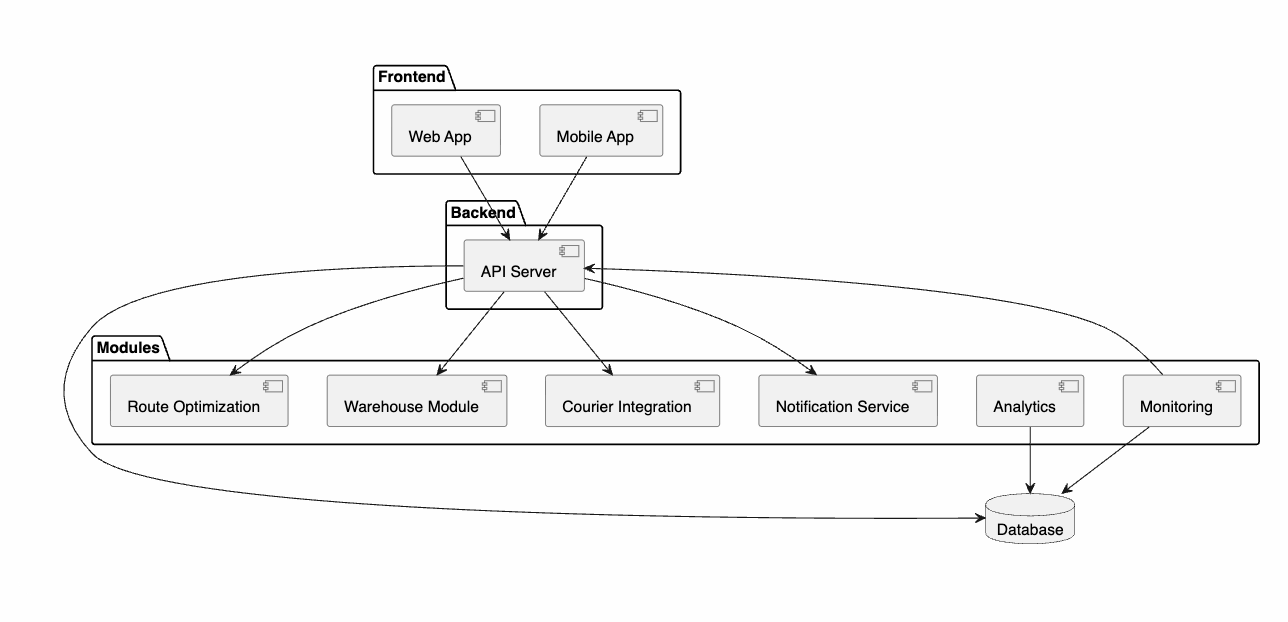 Frontend
Web App
Mobile App
Backend
API Server
Modules
Route Optimization
Warehouse Module
Courier Integration
Notification Service
Analytics
Monitoring
Database